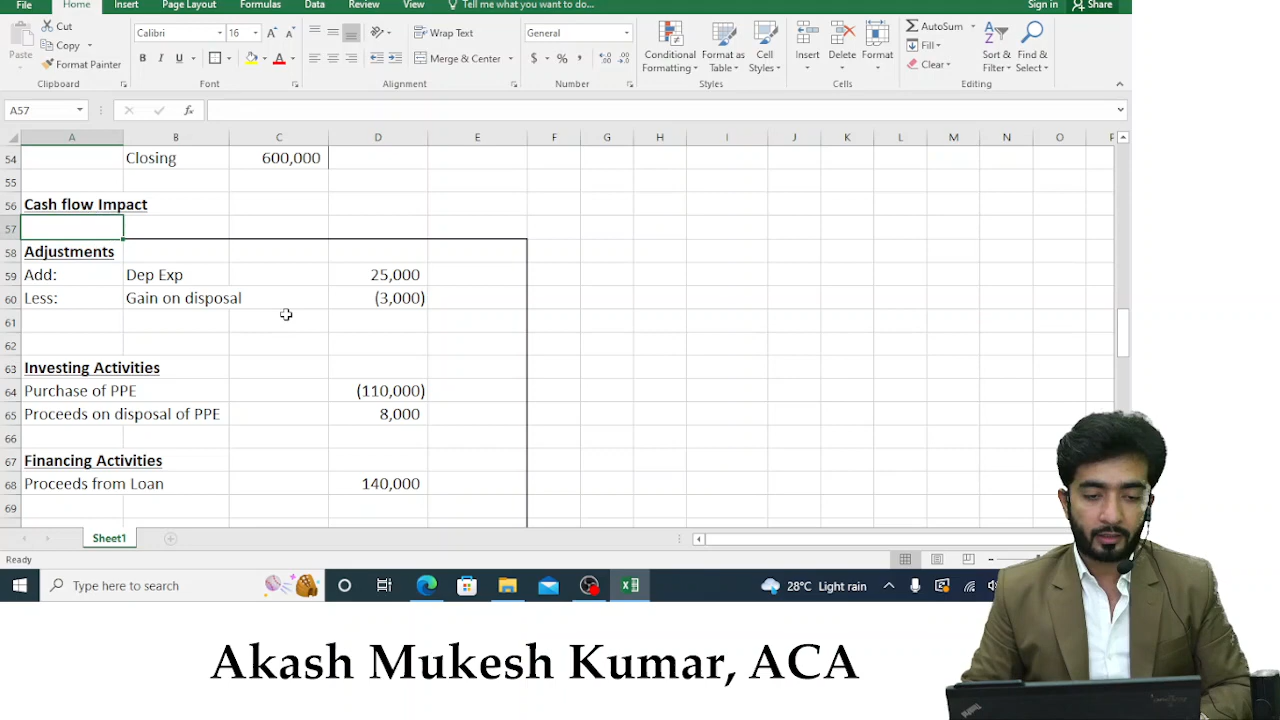 File Home Insert Page Layout Formulas Data Review View Tell me what you want to do... Sign in Share
Cut
Copy
Format Painter
Paste
Clipboard
Calibri 16
B I U A
Font
Wrap Text
Merge & Center
Alignment
General
$ % ,
Number
Conditional Formatting
Format as Table
Cell Styles
Styles
Insert Delete Format
Cells
AutoSum
Fill
Clear
Sort & Filter
Find & Select
Editing
A57 fx
A B C D E F G H I J K L M N O P
54 Closing 600,000
55
56 Cash flow Impact
57
58 Adjustments
59 Add: Dep Exp 25,000
60 Less: Gain on disposal (3,000)
61
62
63 Investing Activities
64 Purchase of PPE (110,000)
65 Proceeds on disposal of PPE 8,000
66
67 Financing Activities
68 Proceeds from Loan 140,000
69
Sheet1
Ready
Type here to search
28°C Light rain
Akash Mukesh Kumar, ACA
ThinkPad